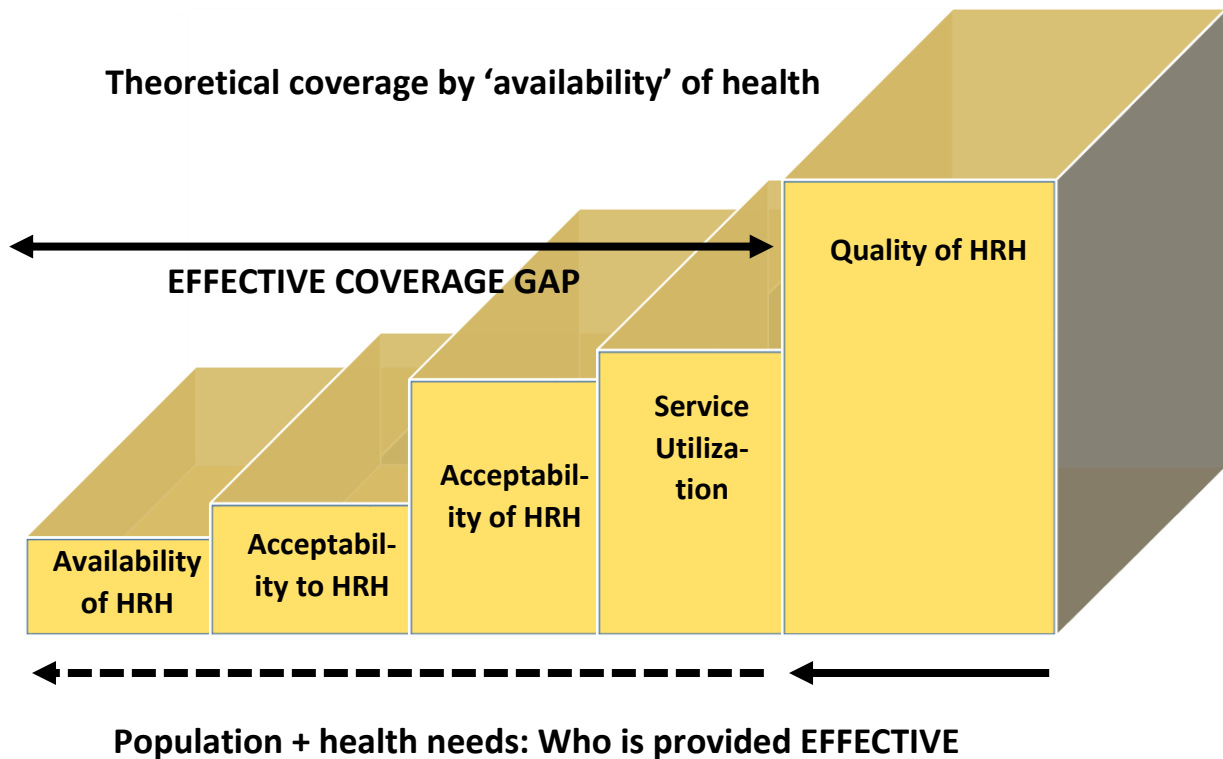 Theoretical coverage by ‘availability’ of health
EFFECTIVE COVERAGE GAP
Availability
of HRH
Acceptabil-
ity to HRH
Acceptabil-
ity of HRH
Service
Utiliza-
tion
Quality of HRH
Population + health needs: Who is provided EFFECTIVE